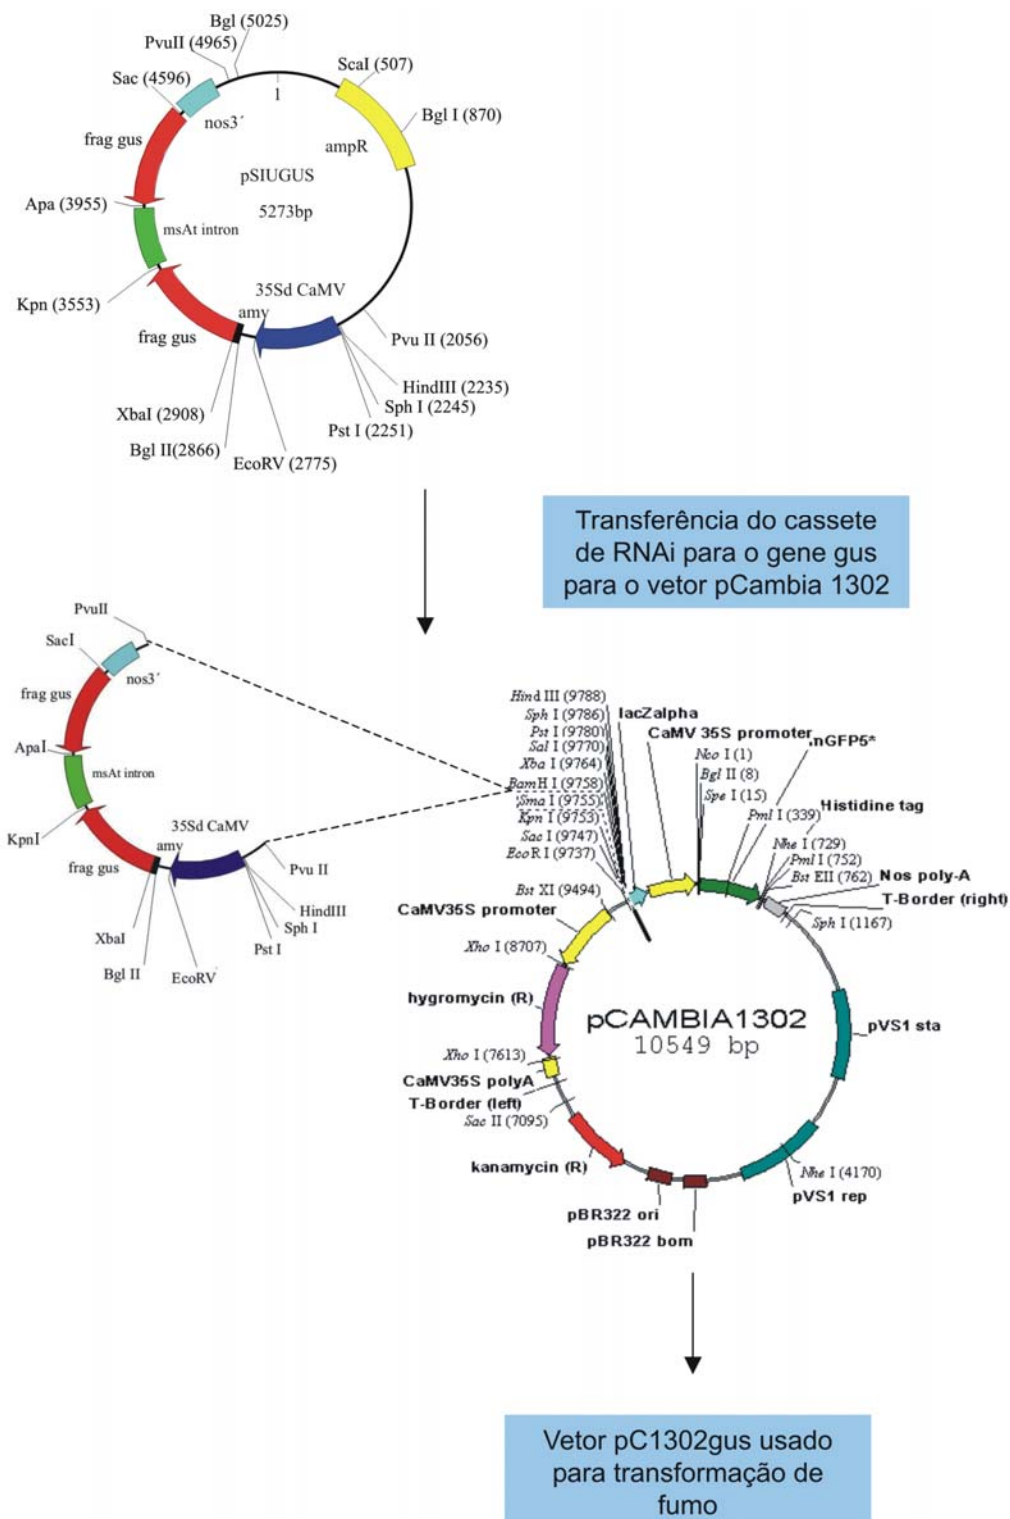 Bgl (5025)
PvuII (4965)
ScaI (507)
Sac (4596)
1
Bgl I (870)
nos3´
frag gus
ampR
pSIUGUS
Apa (3955)
5273bp
msAt intron
35Sd CaMV
Kpn (3553)
amv
frag gus
Pvu II (2056)
HindIII (2235)
XbaI (2908)
Sph I (2245)
Pst I (2251)
Bgl II(2866)
EcoRV (2775)
Transferência do cassete
de RNAi para o gene gus
para o vetor pCambia 1302
PvuII
SacI
nos3´
frag gus
ApaI
msAt intron
KpnI
35Sd CaMV
amv
frag gus
Pvu II
HindIII
XbaI
Sph I
Pst I
Bgl II
EcoRV
Hind III (9788)
Sph I (9786)
Pst I (9780)
Sal I (9770)
Xba I (9764)
BamH I (9758)
Sma I (9755)
Kpn I (9753)
Sac I (9747)
EcoR I (9737)
lacZalpha
CaMV 35S promoter
mGFP5*
Nco I (1)
Bgl II (8)
Spe I (15)
Pml I (339)
Histidine tag
Nhe I (729)
Pml I (752)
Bst EII (762)
Nos poly-A
T-Border (right)
Sph I (1167)
Bst XI (9494)
CaMV35S promoter
Xho I (8707)
hygromycin (R)
pCAMBIA1302
10549 bp
pVS1 sta
Xho I (7613)
CaMV35S polyA
T-Border (left)
Sac II (7095)
kanamycin (R)
Nhe I (4170)
pVS1 rep
pBR322 ori
pBR322 bom
Vetor pC1302gus usado
para transformação de
fumo